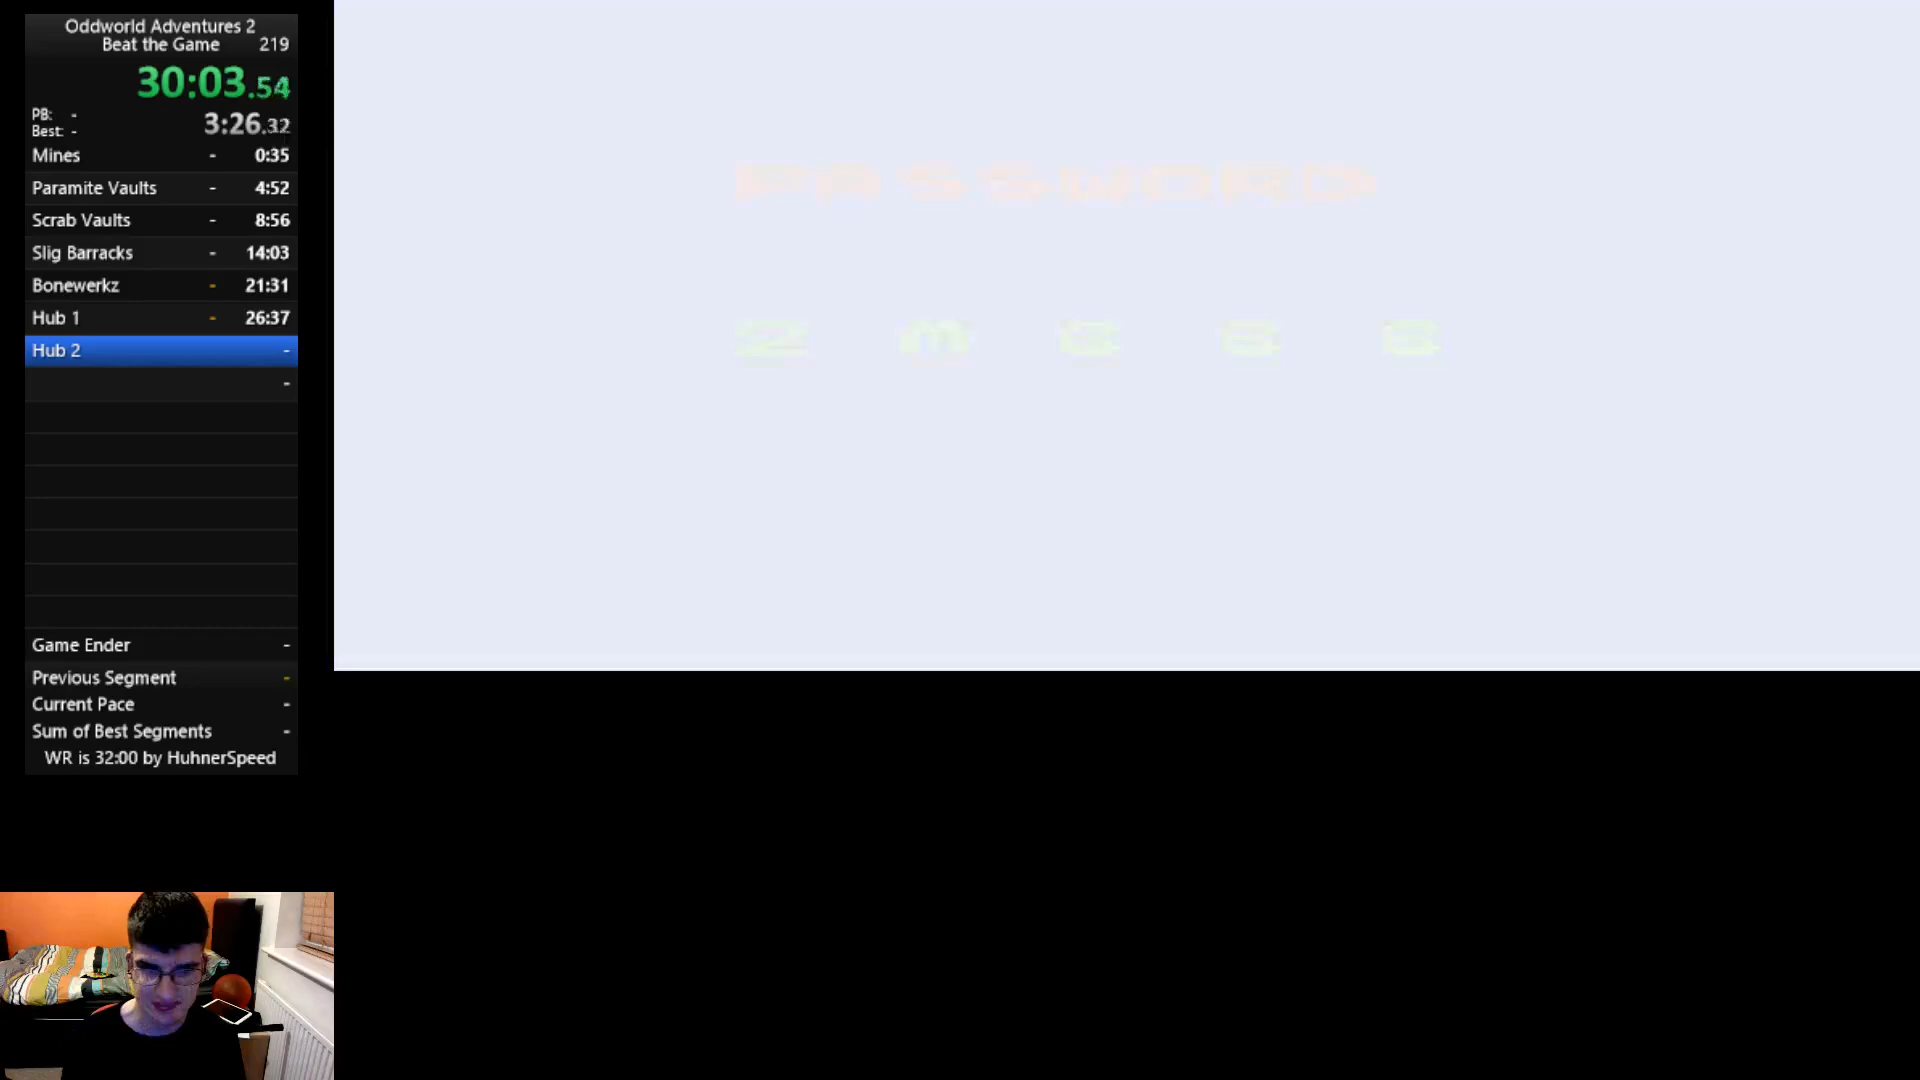 Oddworld Adventures 2
Beat the Game 219
30:03.54
PB: -
Best: - 3:26.32
Mines - 0:35
Paramite Vaults - 4:52
Scrab Vaults - 8:56
Slig Barracks - 14:03
Bonewerkz - 21:31
Hub 1 - 26:37
Hub 2 -
-
Game Ender -
Previous Segment -
Current Pace -
Sum of Best Segments -
WR is 32:00 by HuhnerSpeed
PASSWORD